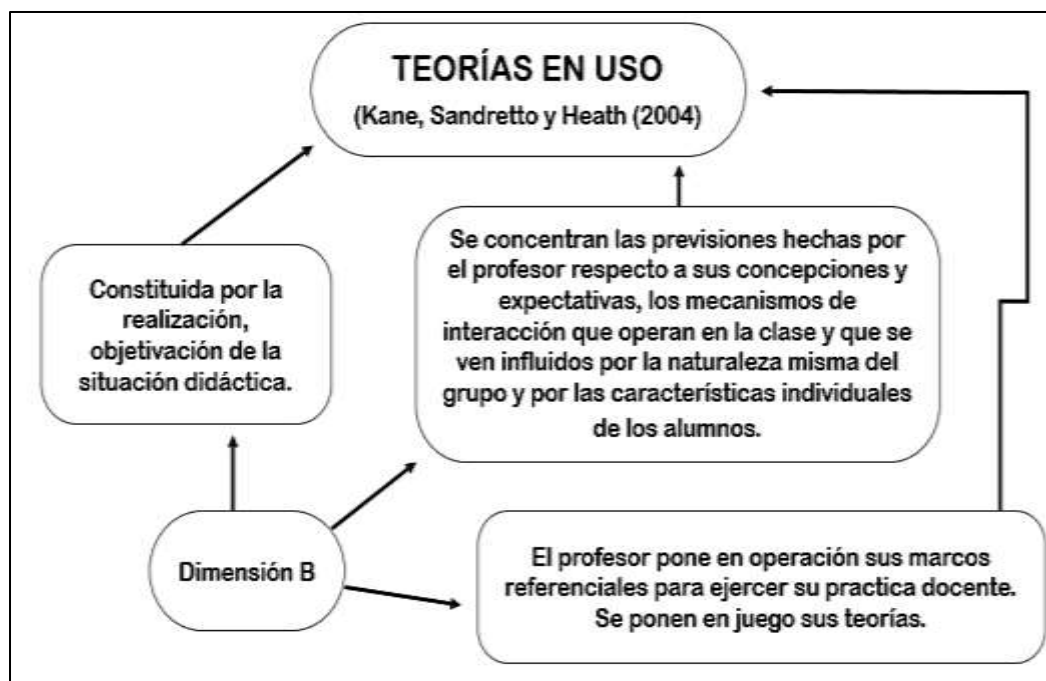 TEORÍAS EN USO
(Kane, Sandretto y Heath (2004)
Se concentran las previsiones hechas por
el profesor respecto a sus concepciones y
expectativas, los mecanismos de
interacción que operan en la clase y que se
ven influidos por la naturaleza misma del
grupo y por las características individuales
de los alumnos.
Constituida por la
realización,
objetivación de la
situación didáctica.
Dimensión B
El profesor pone en operación sus marcos
referenciales para ejercer su practica docente.
Se ponen en juego sus teorías.